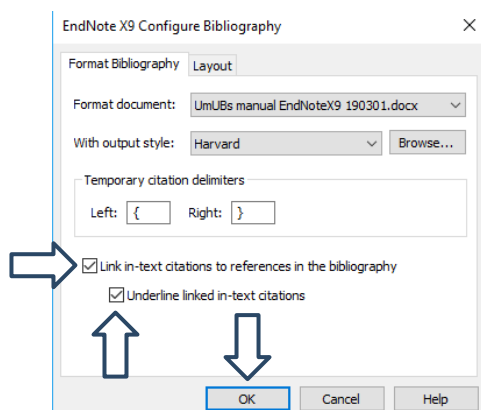 EndNote X9 Configure Bibliography
Format Bibliography Layout
Format document: UmUBs manual EndNoteX9 190301.docx
With output style: Harvard Browse...
Temporary citation delimiters
Left: { Right: }
Link in-text citations to references in the bibliography
Underline linked in-text citations
OK Cancel Help